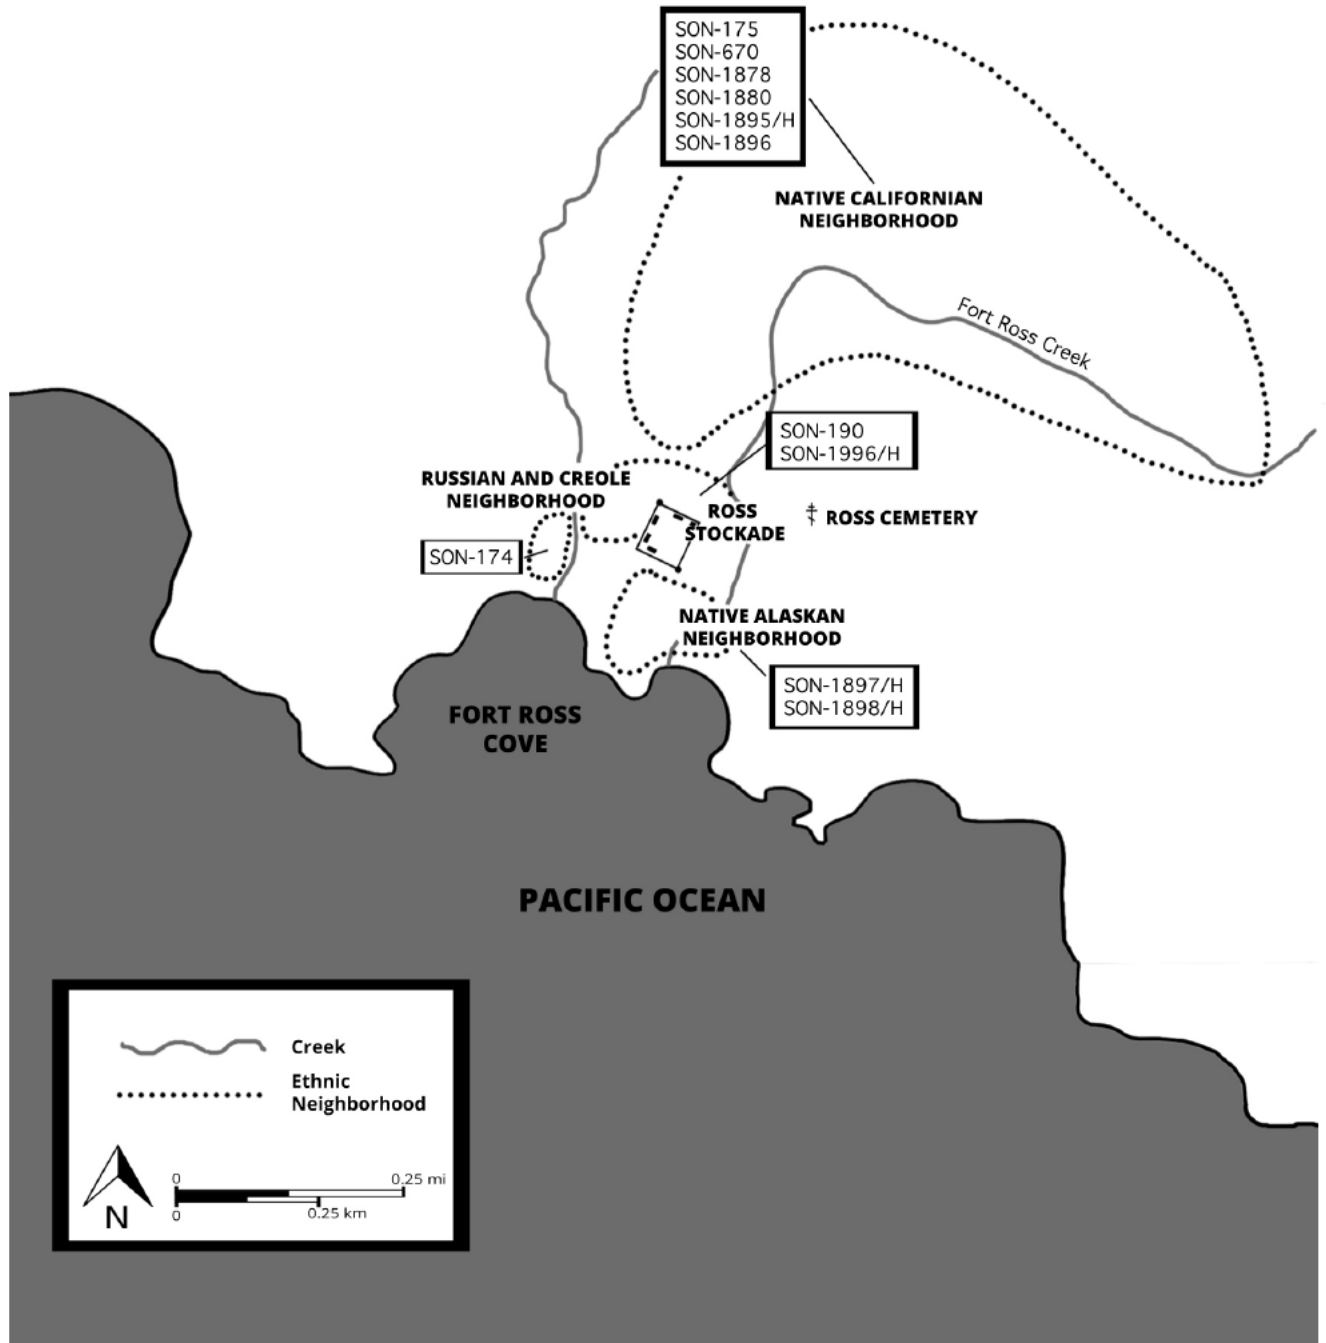 SON-175
SON-670
SON-1878
SON-1880
SON-1895/H
SON-1896
NATIVE CALIFORNIAN
NEIGHBORHOOD
Fort Ross Creek
SON-190
SON-1996/H
RUSSIAN AND CREOLE
NEIGHBORHOOD
ROSS
STOCKADE
ROSS CEMETERY
SON-174
NATIVE ALASKAN
NEIGHBORHOOD
SON-1897/H
SON-1898/H
FORT ROSS
COVE
PACIFIC OCEAN
Creek
Ethnic
Neighborhood
0
0.25 mi
0
0.25 km
N